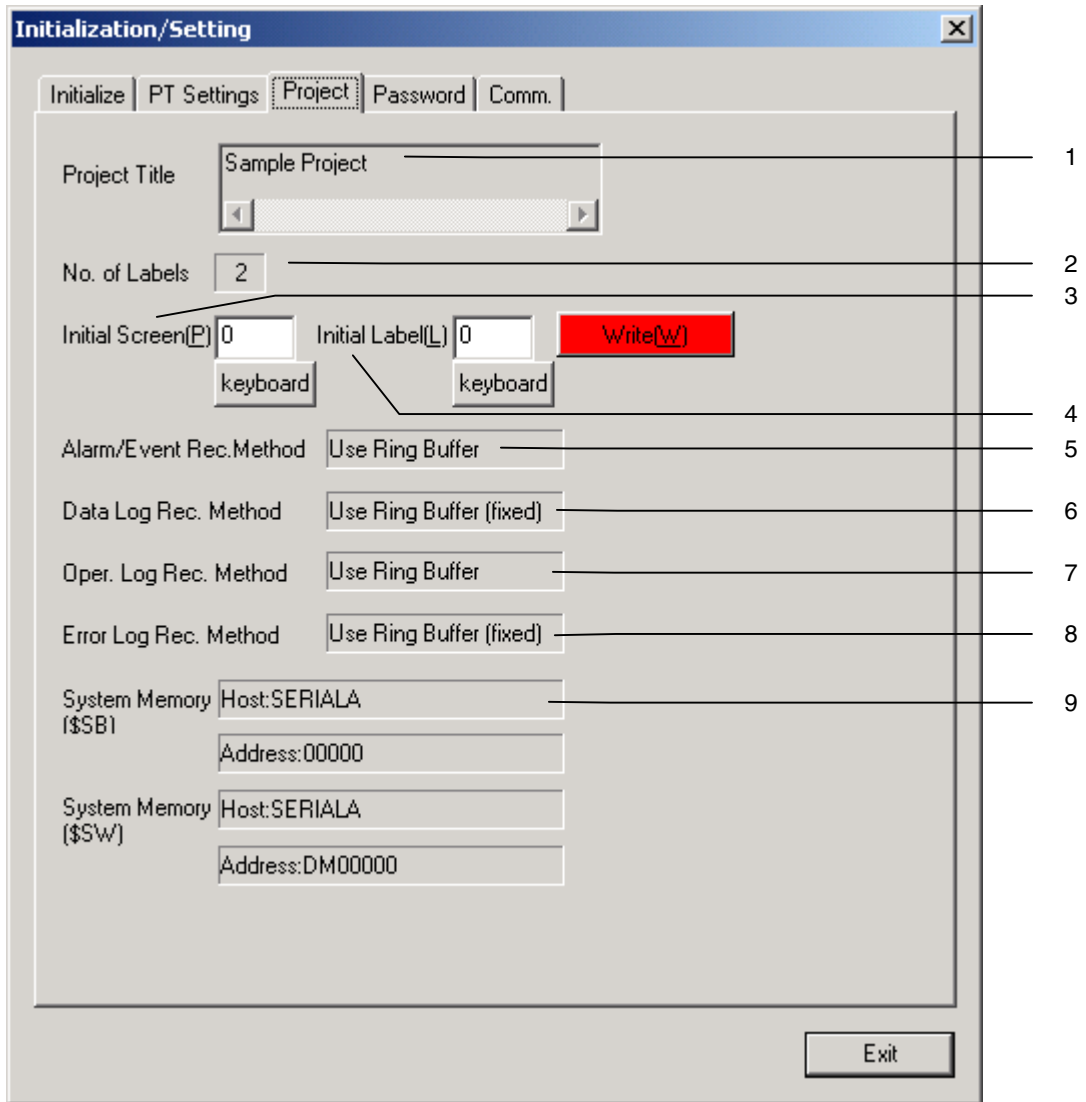 Initialization/Setting
Initialize PT Settings Project Password Comm.
Project Title Sample Project 1
No. of Labels 2 2
3
Initial Screen(P) 0 Initial Label(L) 0 Write(W)
keyboard keyboard
4
Alarm/Event Rec.Method Use Ring Buffer 5
Data Log Rec. Method Use Ring Buffer (fixed) 6
Oper. Log Rec. Method Use Ring Buffer 7
Error Log Rec. Method Use Ring Buffer (fixed) 8
System Memory Host:SERIALA 9
($SB)
Address:00000
System Memory Host:SERIALA
($SW)
Address:DM00000
Exit